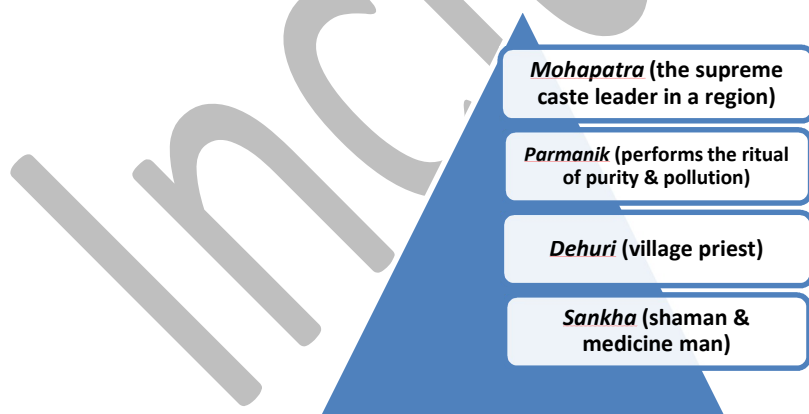 Mohapatra (the supreme
caste leader in a region)
Parmanik (performs the ritual
of purity & pollution)
Dehuri (village priest)
Sankha (shaman &
medicine man)